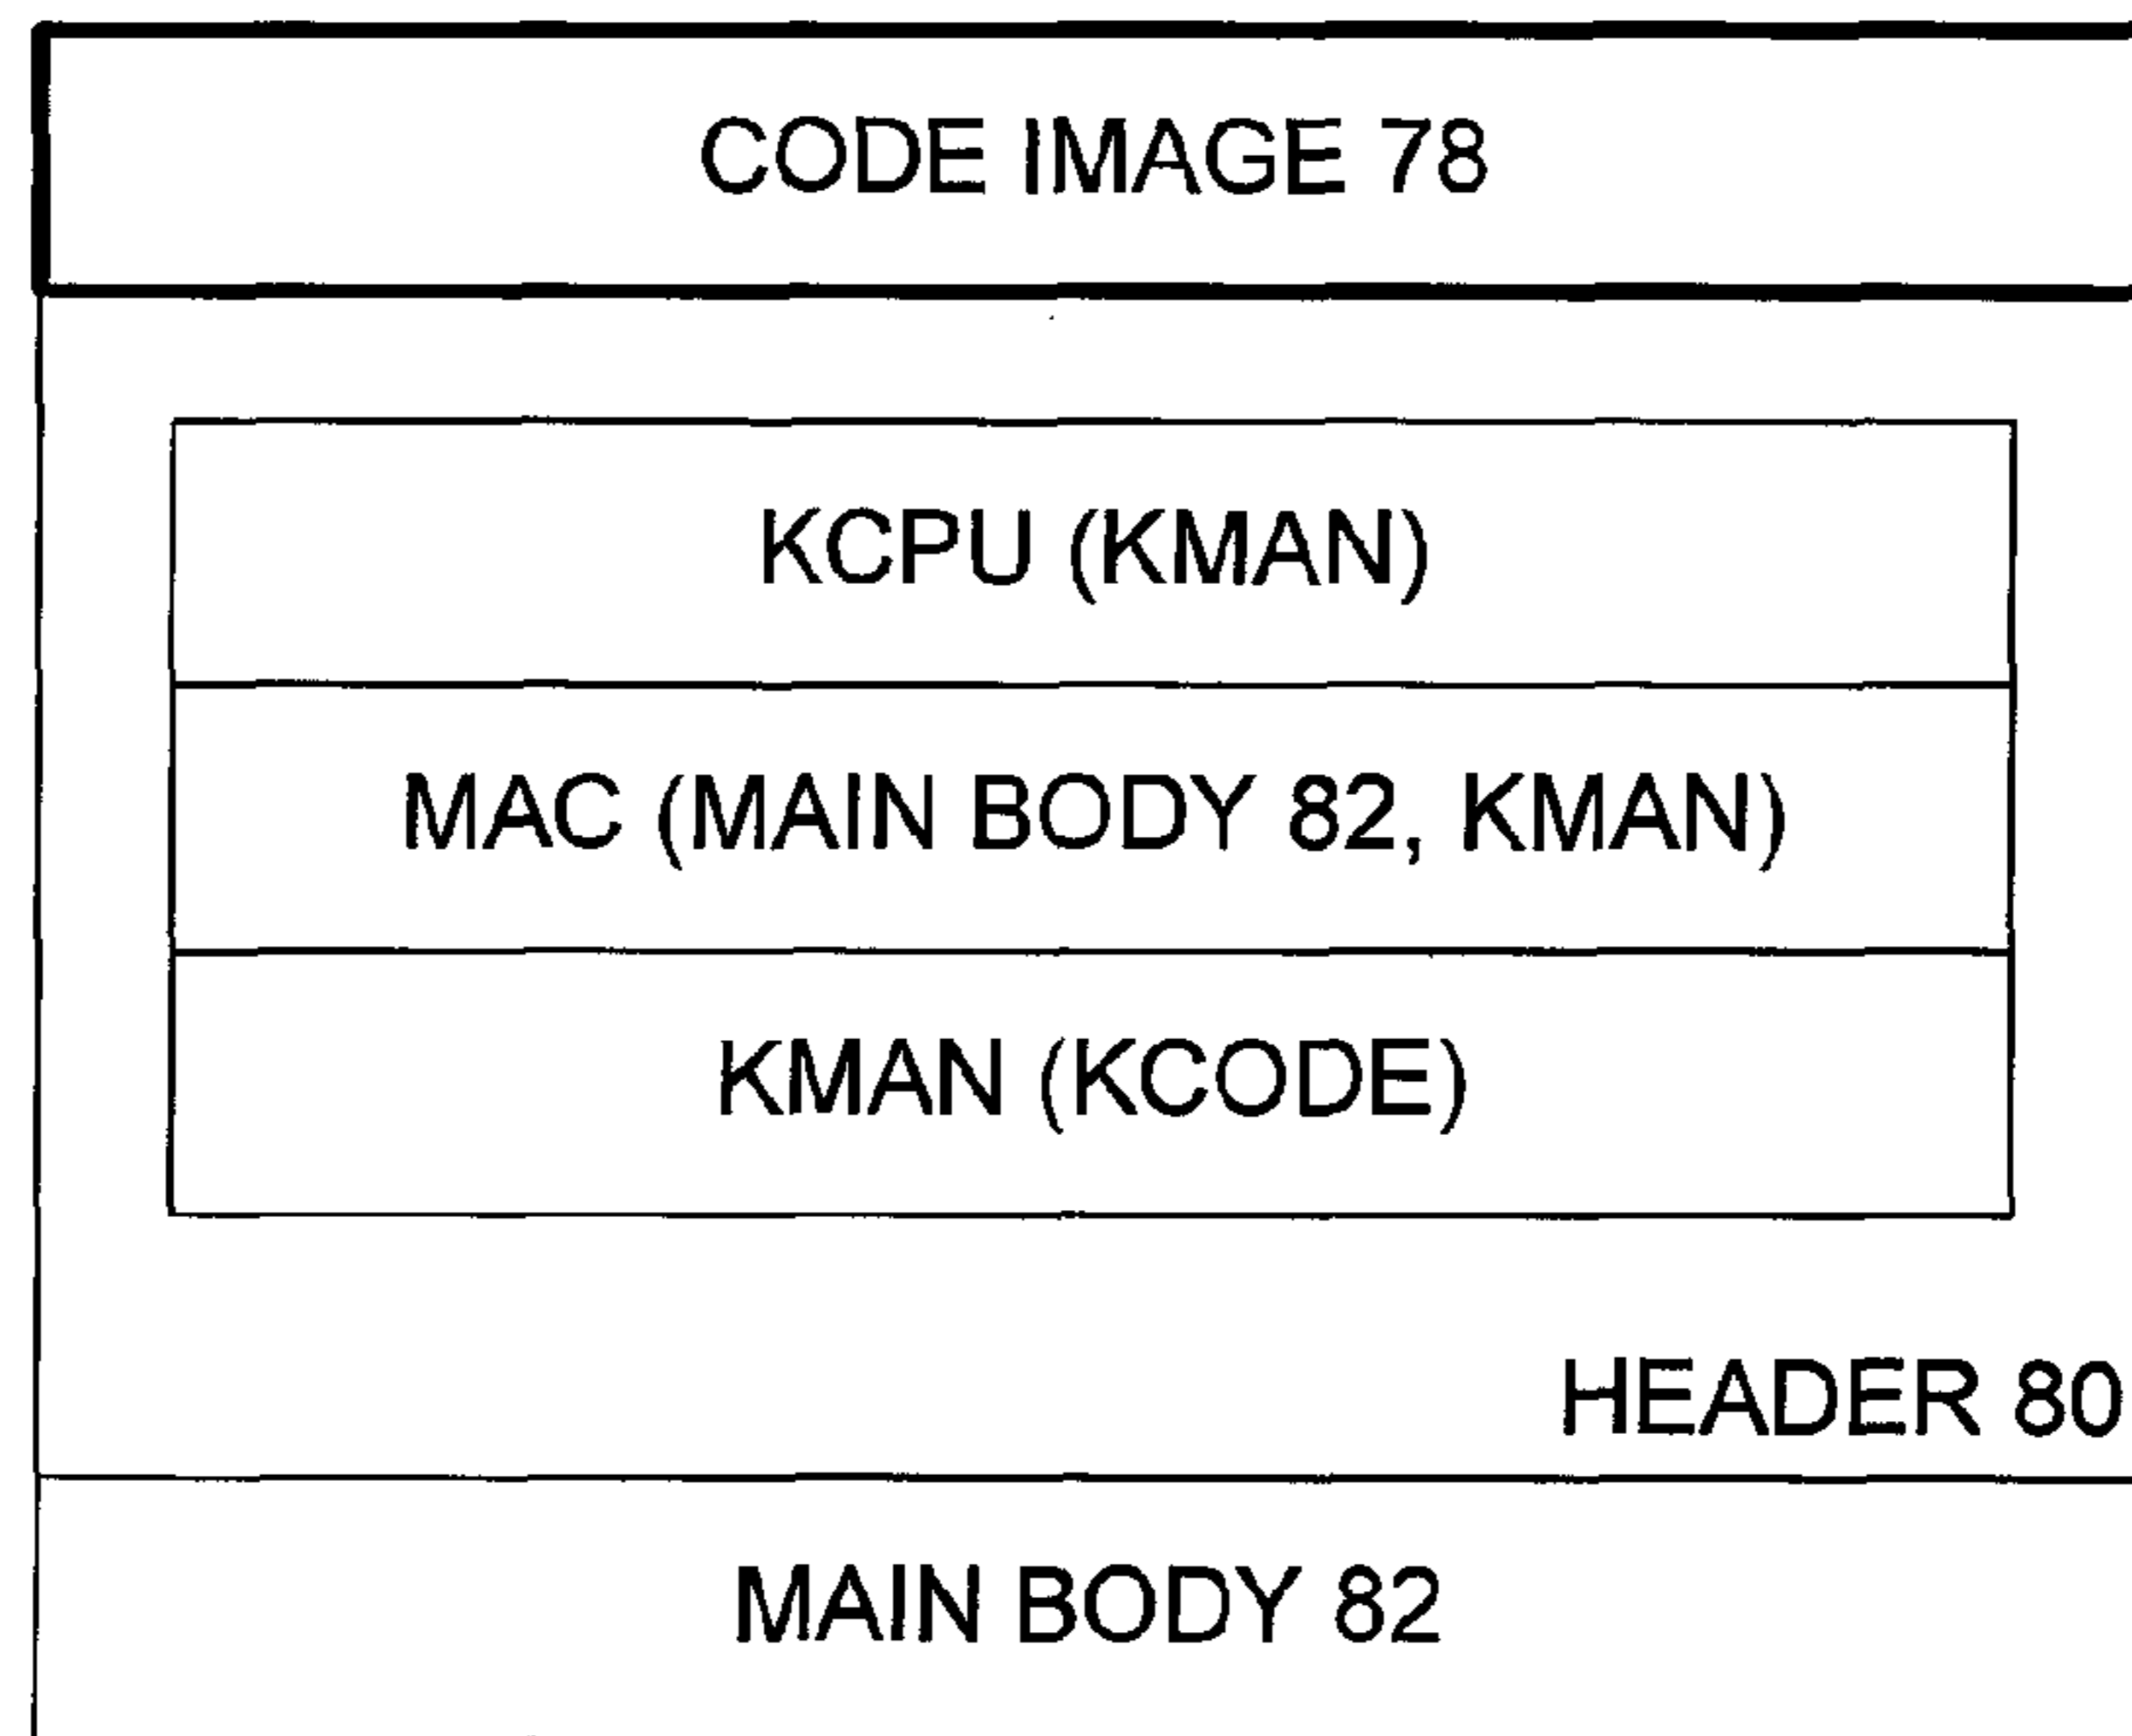 CODE IMAGE 78
KCPU (KMAN)
MAC (MAIN BODY 82, KMAN)
KMAN (KCODE)
HEADER 80
MAIN BODY 82